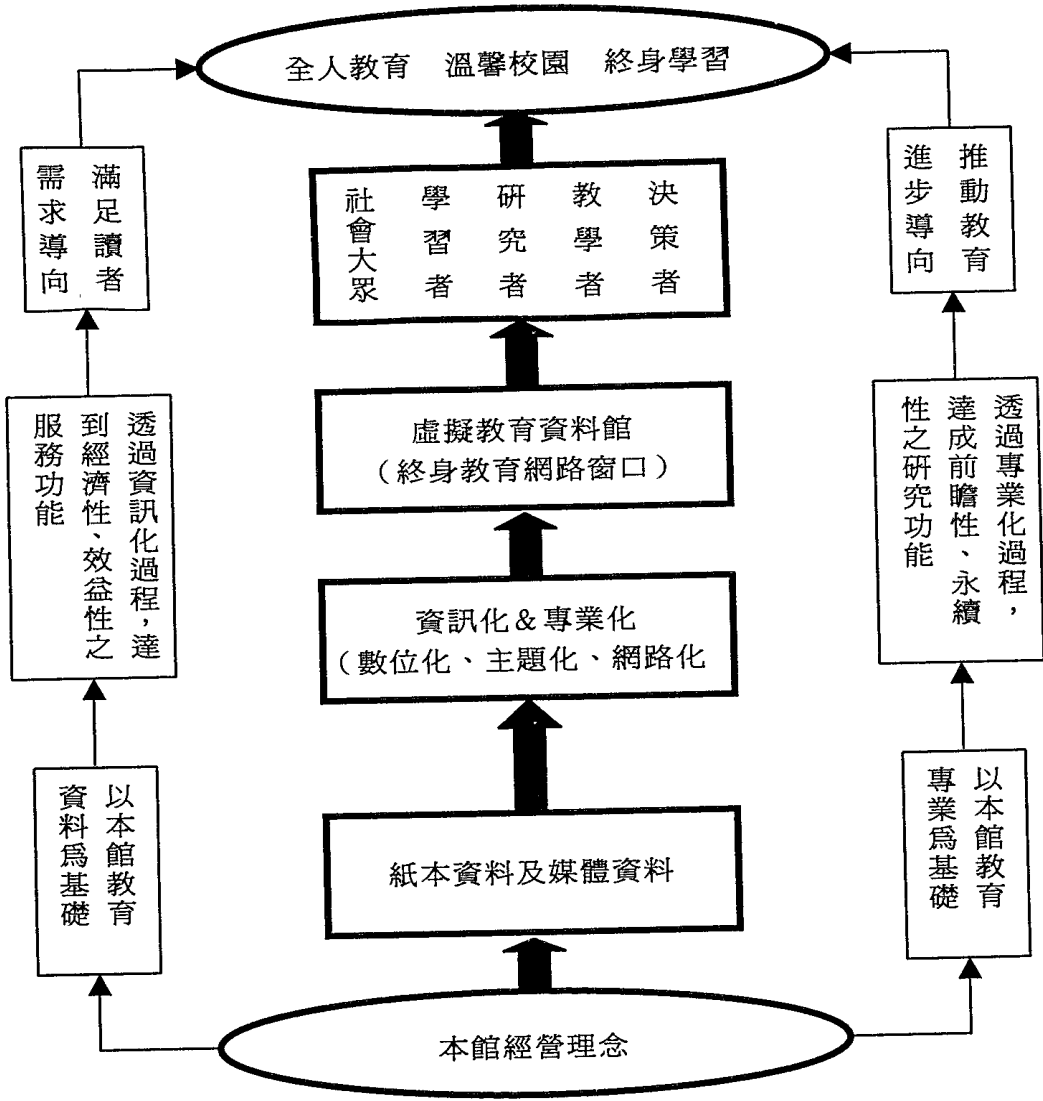 全人教育　溫馨校園　終身學習
滿足讀者
需求導向
社會大眾
學習者
研究者
教學者
決策者
推動教育
進步導向
透過資訊化過程，達
到經濟性、效益性之
服務功能
虛擬教育資料館
（終身教育網路窗口）
透過專業化過程，
達成前瞻性、永續
性之研究功能
資訊化＆專業化
（數位化、主題化、網路化
以本館教育
資料爲基礎
紙本資料及媒體資料
以本館教育
專業爲基礎
本館經營理念